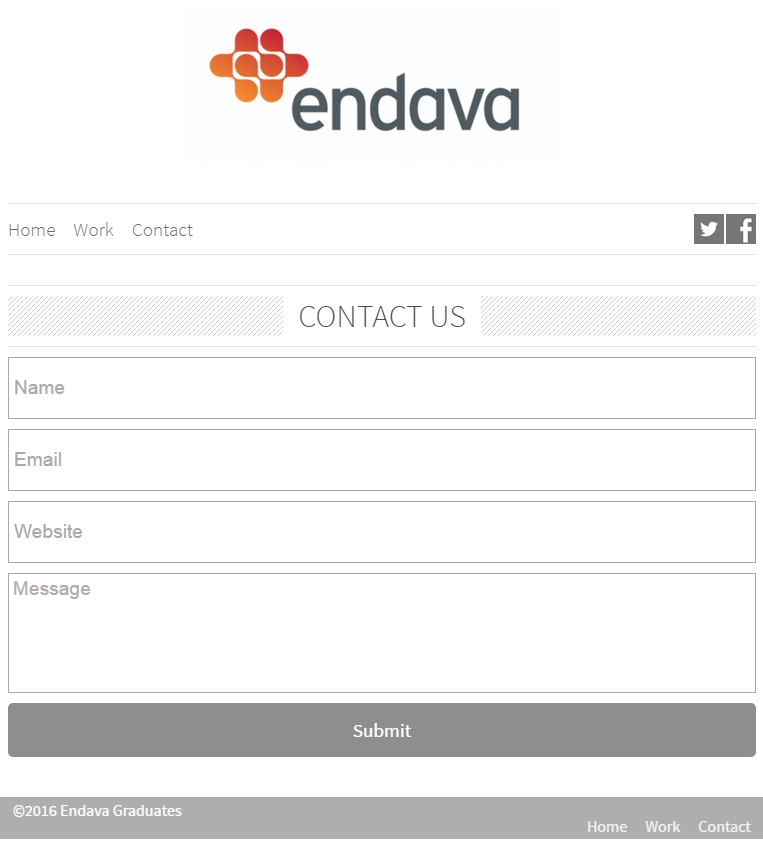 endava
Home Work Contact
CONTACT US
Name
Email
Website
Message
Submit
©2016 Endava Graduates
Home Work Contact